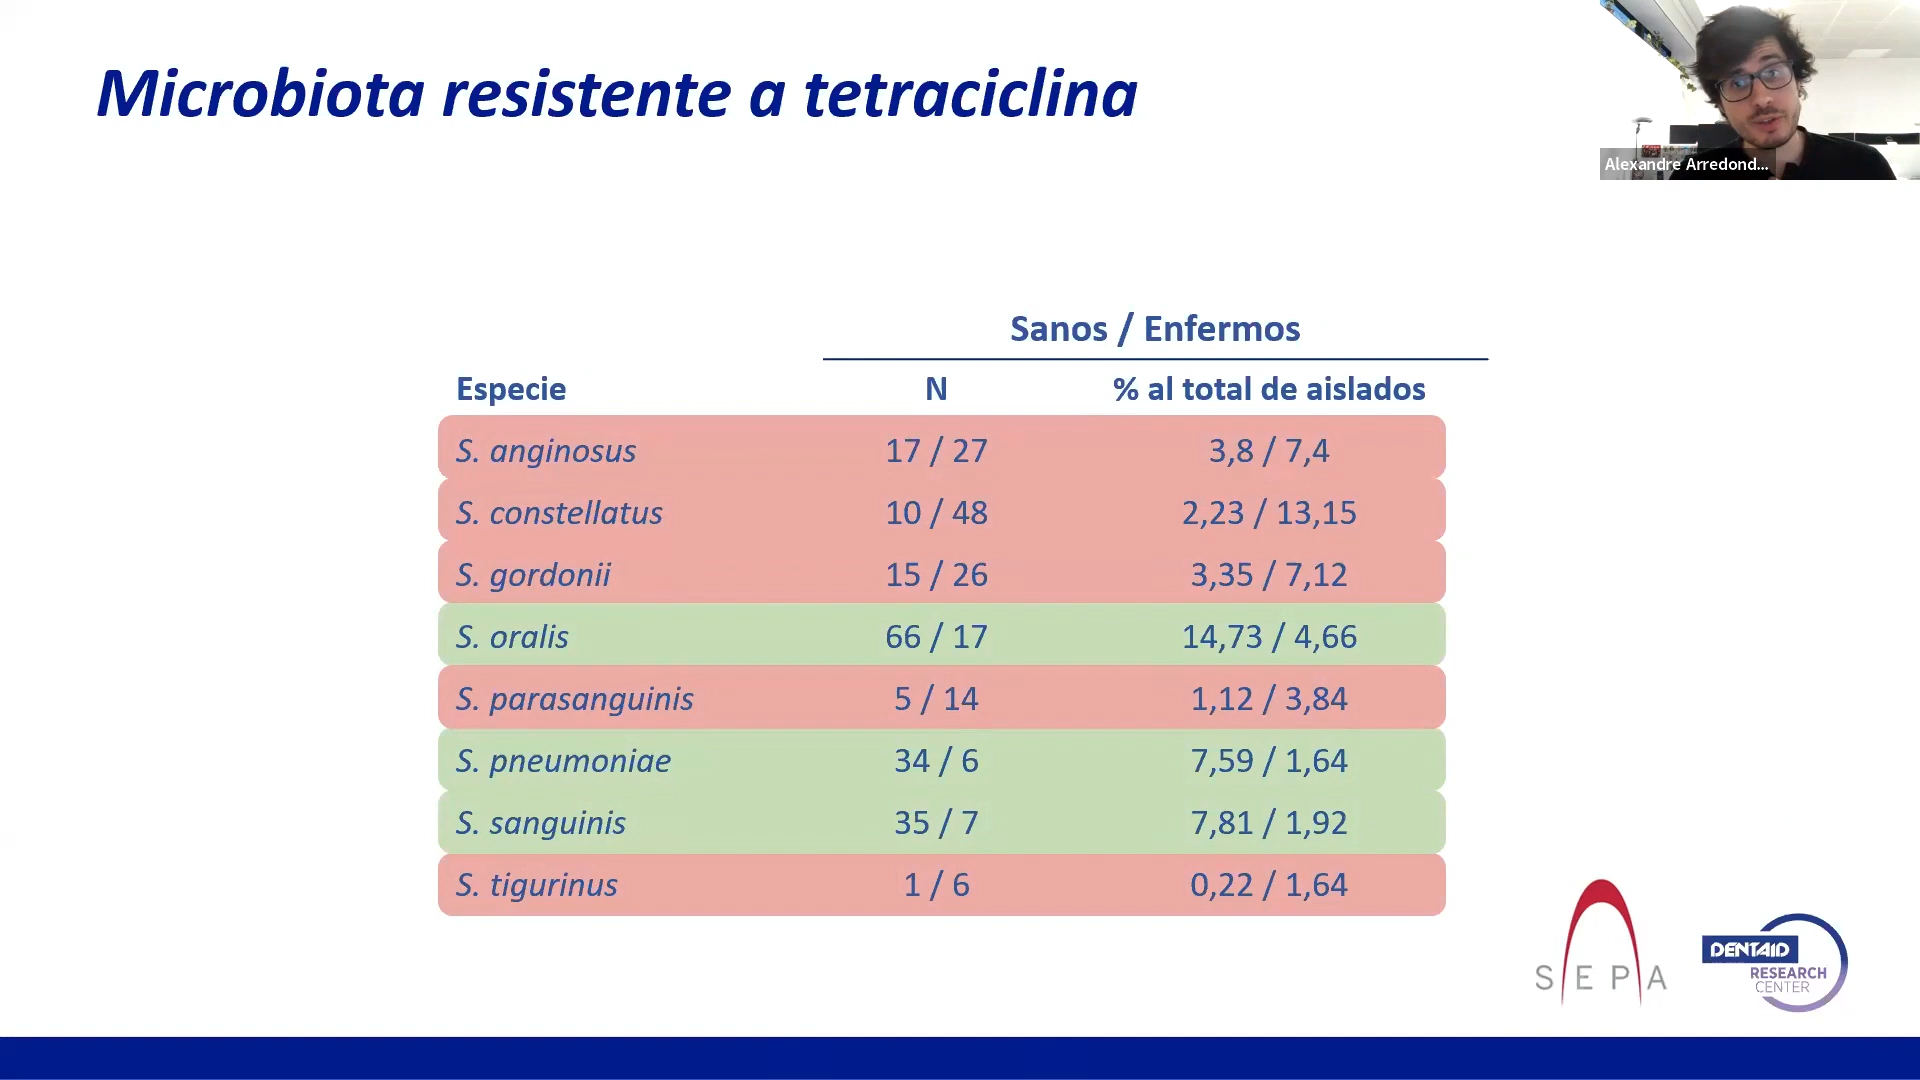 Microbiota resistente a tetraciclina
Alexandre Arredond...
Sanos / Enfermos
Especie N % al total de aislados
S. anginosus 17 / 27 3,8 / 7,4
S. constellatus 10 / 48 2,23 / 13,15
S. gordonii 15 / 26 3,35 / 7,12
S. oralis 66 / 17 14,73 / 4,66
S. parasanguinis 5 / 14 1,12 / 3,84
S. pneumoniae 34 / 6 7,59 / 1,64
S. sanguinis 35 / 7 7,81 / 1,92
S. tigurinus 1 / 6 0,22 / 1,64
SEPA
DENTAID
RESEARCH
CENTER